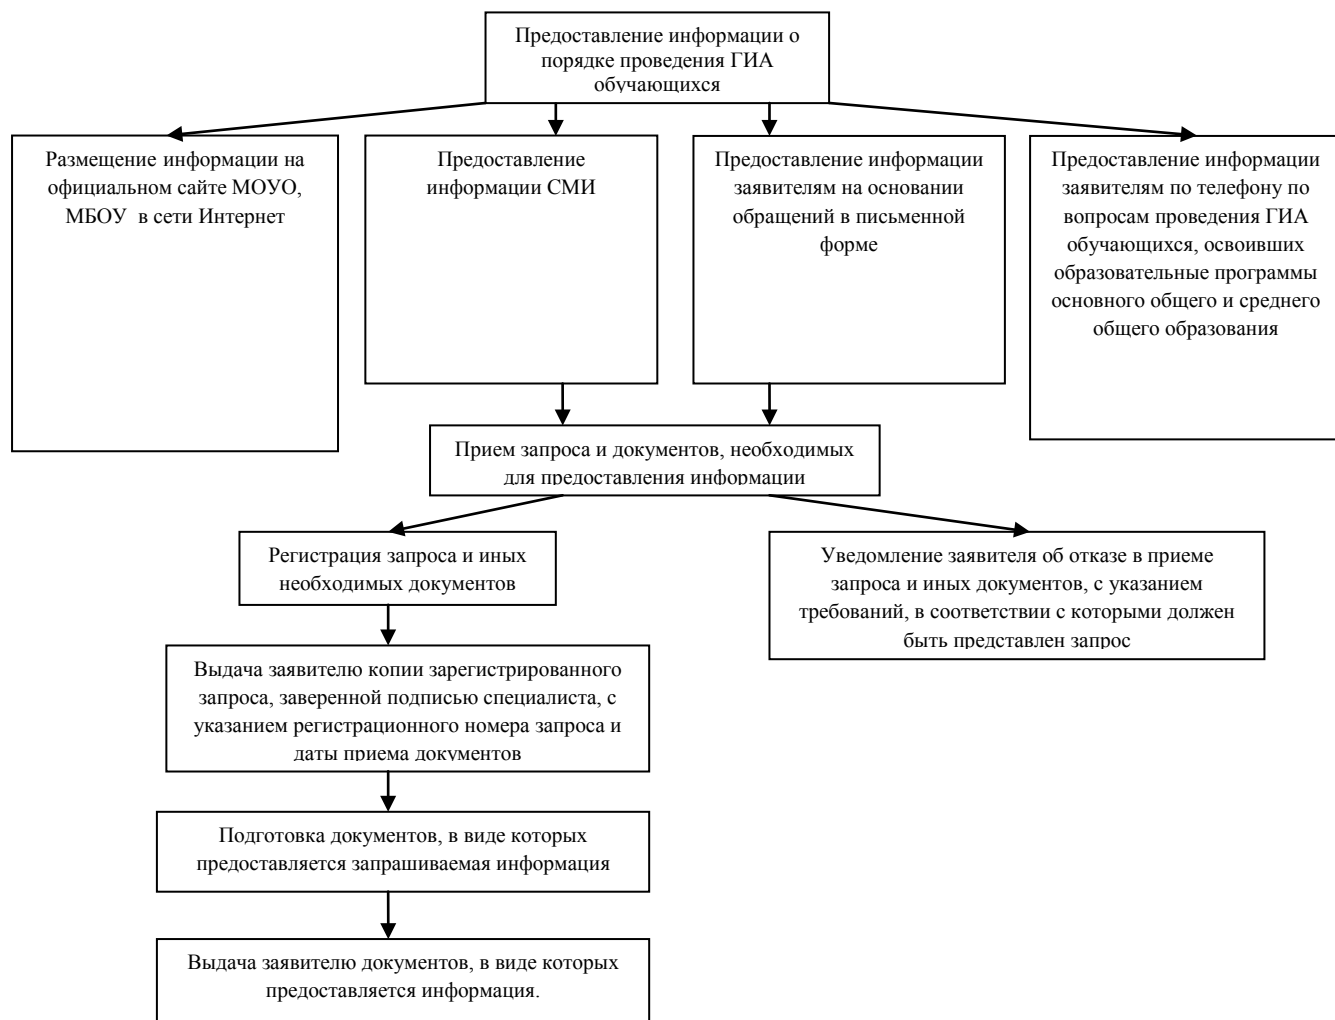 Предоставление информации о
порядке проведения ГИА
обучающихся
Размещение информации на
официальном сайте МОУО,
МБОУ  в сети Интернет
Предоставление
информации СМИ
Предоставление информации
заявителям на основании
обращений в письменной
форме
Предоставление информации
заявителям по телефону по
вопросам проведения ГИА
обучающихся, освоивших
образовательные программы
основного общего и среднего
общего образования
Прием запроса и документов, необходимых
для предоставления информации
Регистрация запроса и иных
необходимых документов
Уведомление заявителя об отказе в приеме
запроса и иных документов, с указанием
требований, в соответствии с которыми должен
быть представлен запрос
Выдача заявителю копии зарегистрированного
запроса, заверенной подписью специалиста, с
указанием регистрационного номера запроса и
даты приема документов
Подготовка документов, в виде которых
предоставляется запрашиваемая информация
Выдача заявителю документов, в виде которых
предоставляется информация.